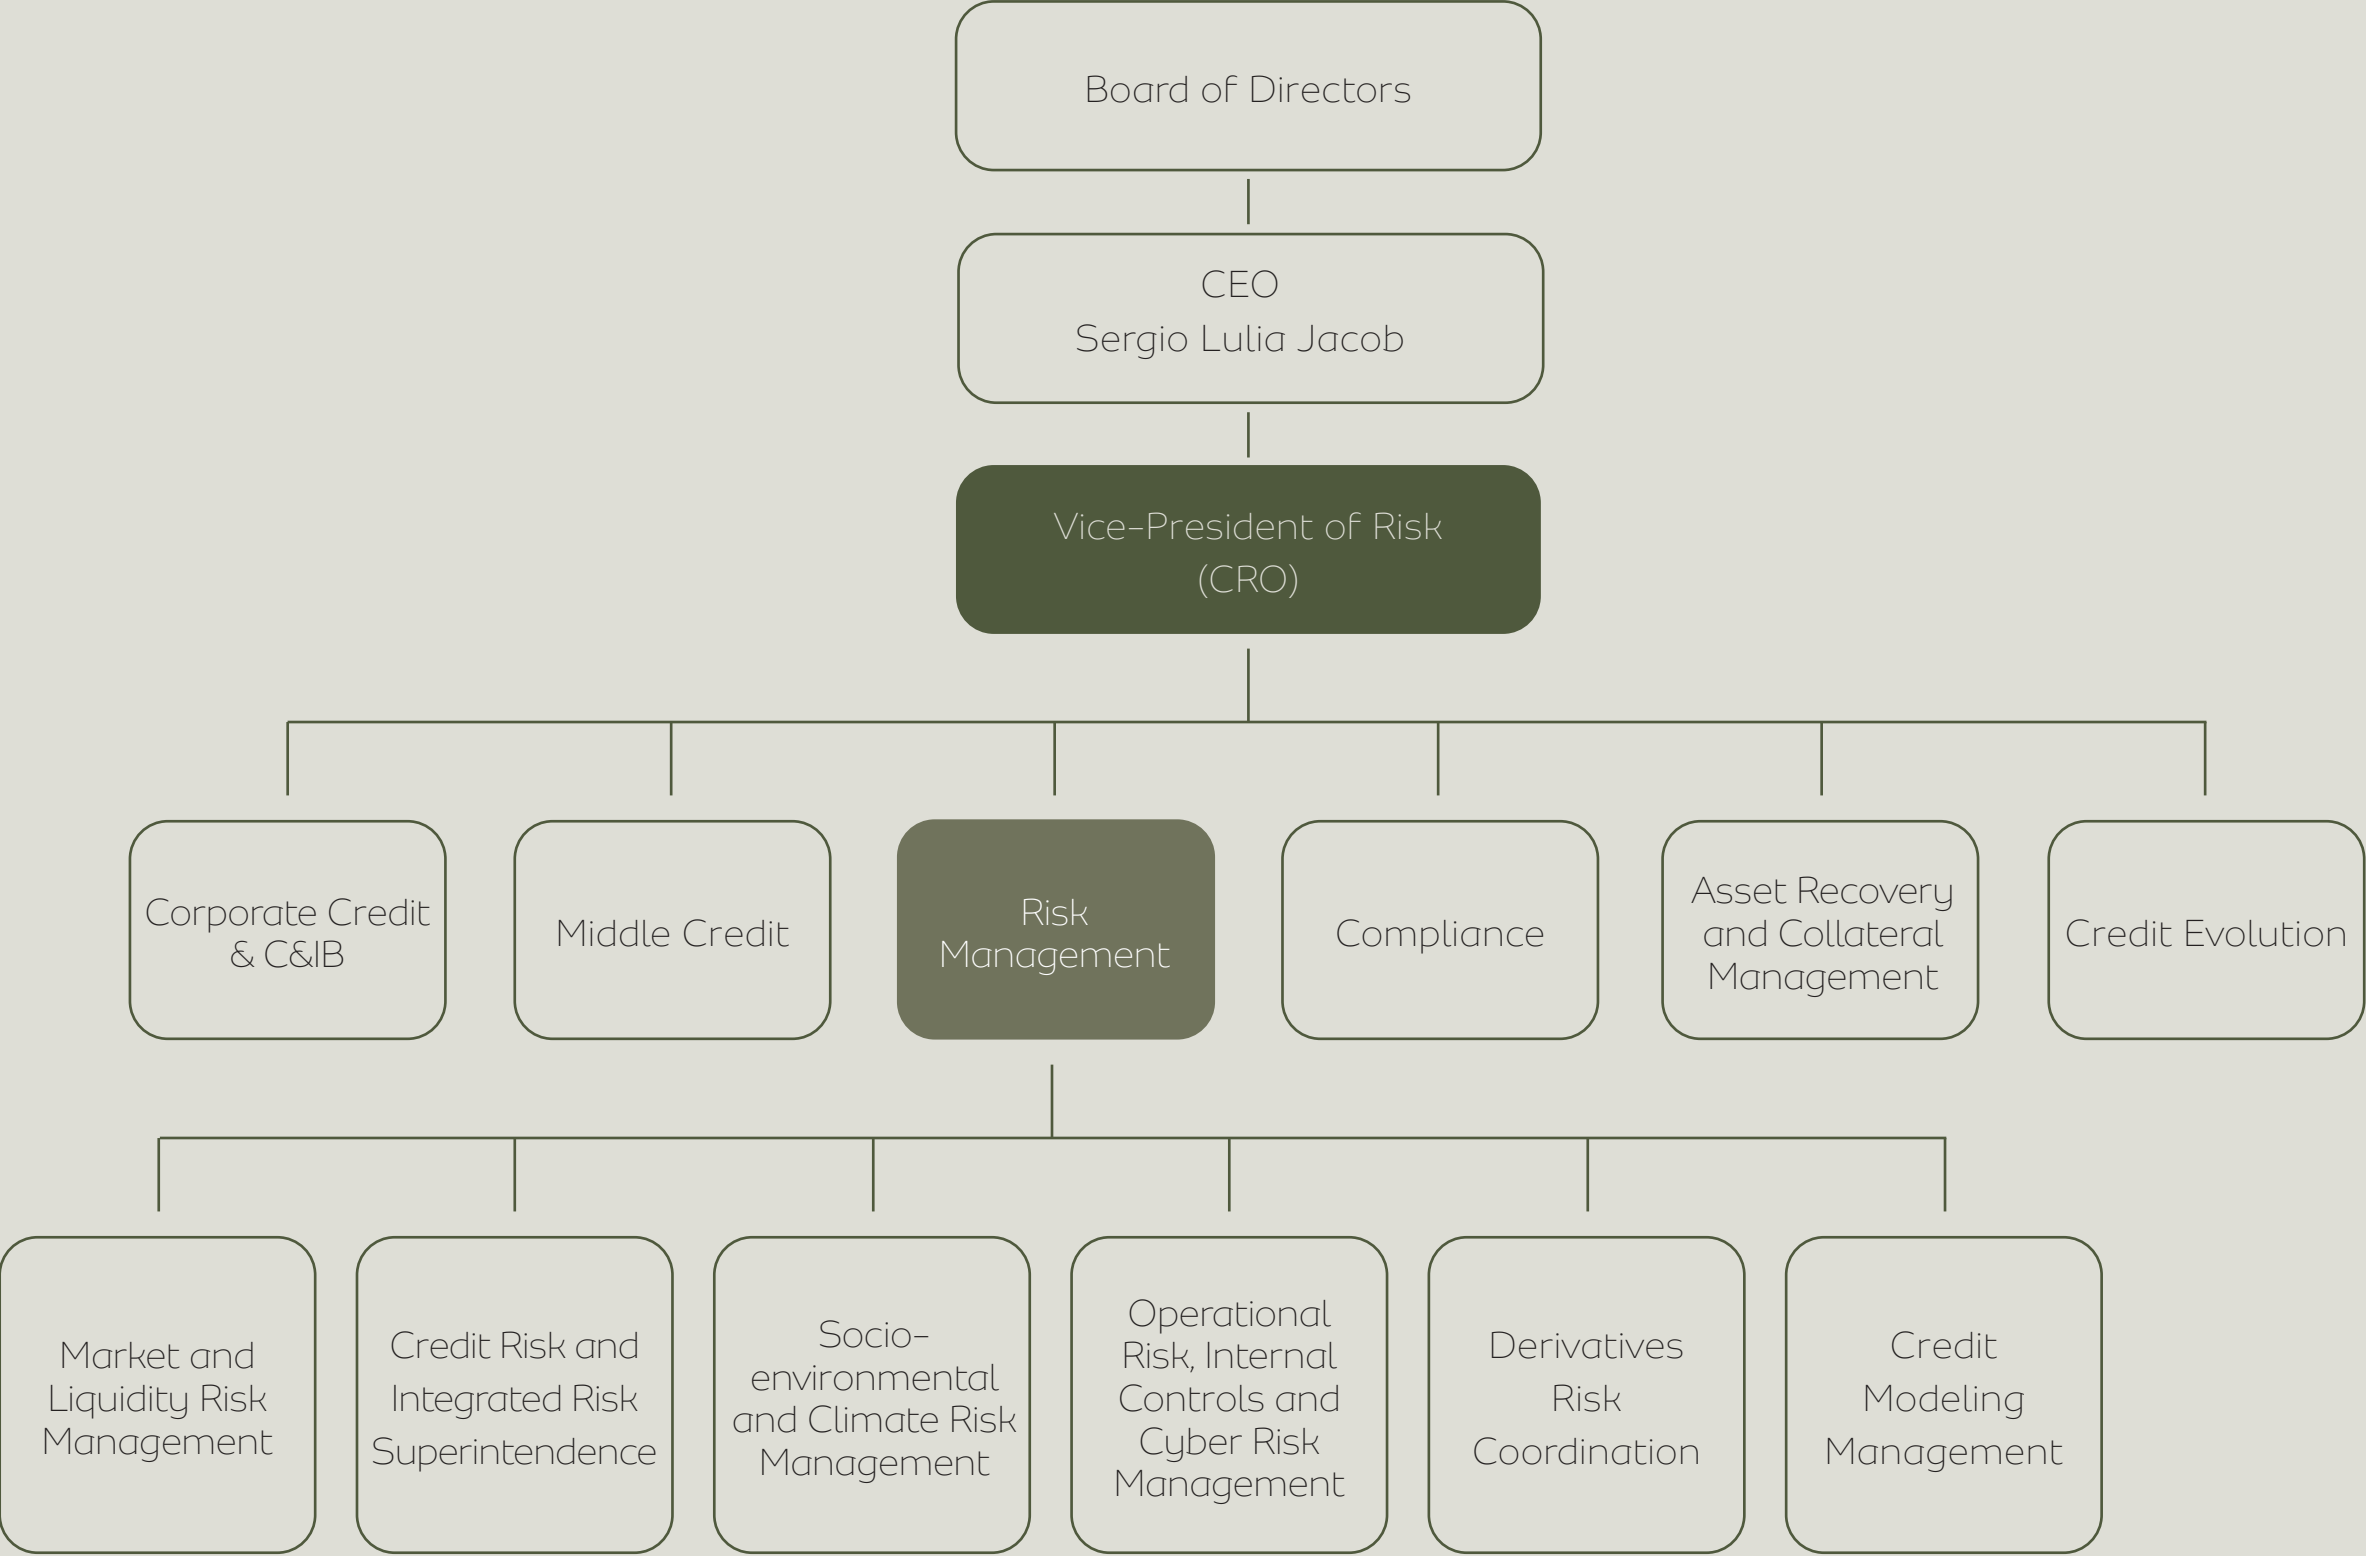 Board of Directors
CEO
Sergio Lulia Jacob
Vice-President of Risk
(CRO)
Corporate Credit
& C&IB
Middle Credit
Risk
Management
Compliance
Asset Recovery
and Collateral
Management
Credit Evolution
Market and
Liquidity Risk
Management
Credit Risk and
Integrated Risk
Superintendence
Socio-
environmental
and Climate Risk
Management
Operational
Risk, Internal
Controls and
Cyber Risk
Management
Derivatives
Risk
Coordination
Credit
Modeling
Management